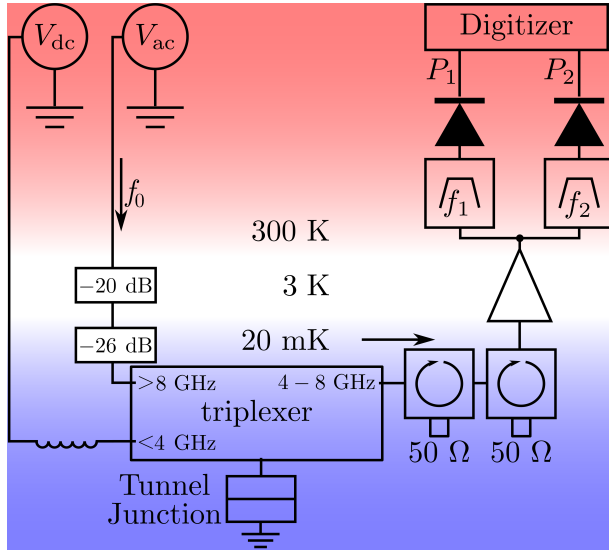 V_dc
V_ac
Digitizer
P_1
P_2
f_0
f_1
f_2
300 K
−20 dB
3 K
−26 dB
20 mK
>8 GHz
4 − 8 GHz
triplexer
<4 GHz
50 Ω
50 Ω
Tunnel
Junction